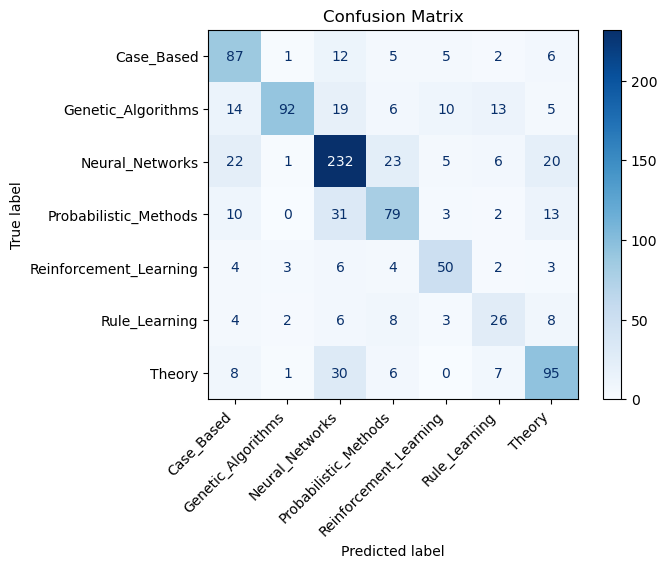 Confusion Matrix
True label
Case_Based 87 1 12 5 5 2 6
Genetic_Algorithms 14 92 19 6 10 13 5
Neural_Networks 22 1 232 23 5 6 20
Probabilistic_Methods 10 0 31 79 3 2 13
Reinforcement_Learning 4 3 6 4 50 2 3
Rule_Learning 4 2 6 8 3 26 8
Theory 8 1 30 6 0 7 95
Case_Based
Genetic_Algorithms
Neural_Networks
Probabilistic_Methods
Reinforcement_Learning
Rule_Learning
Theory
Predicted label
200
150
100
50
0